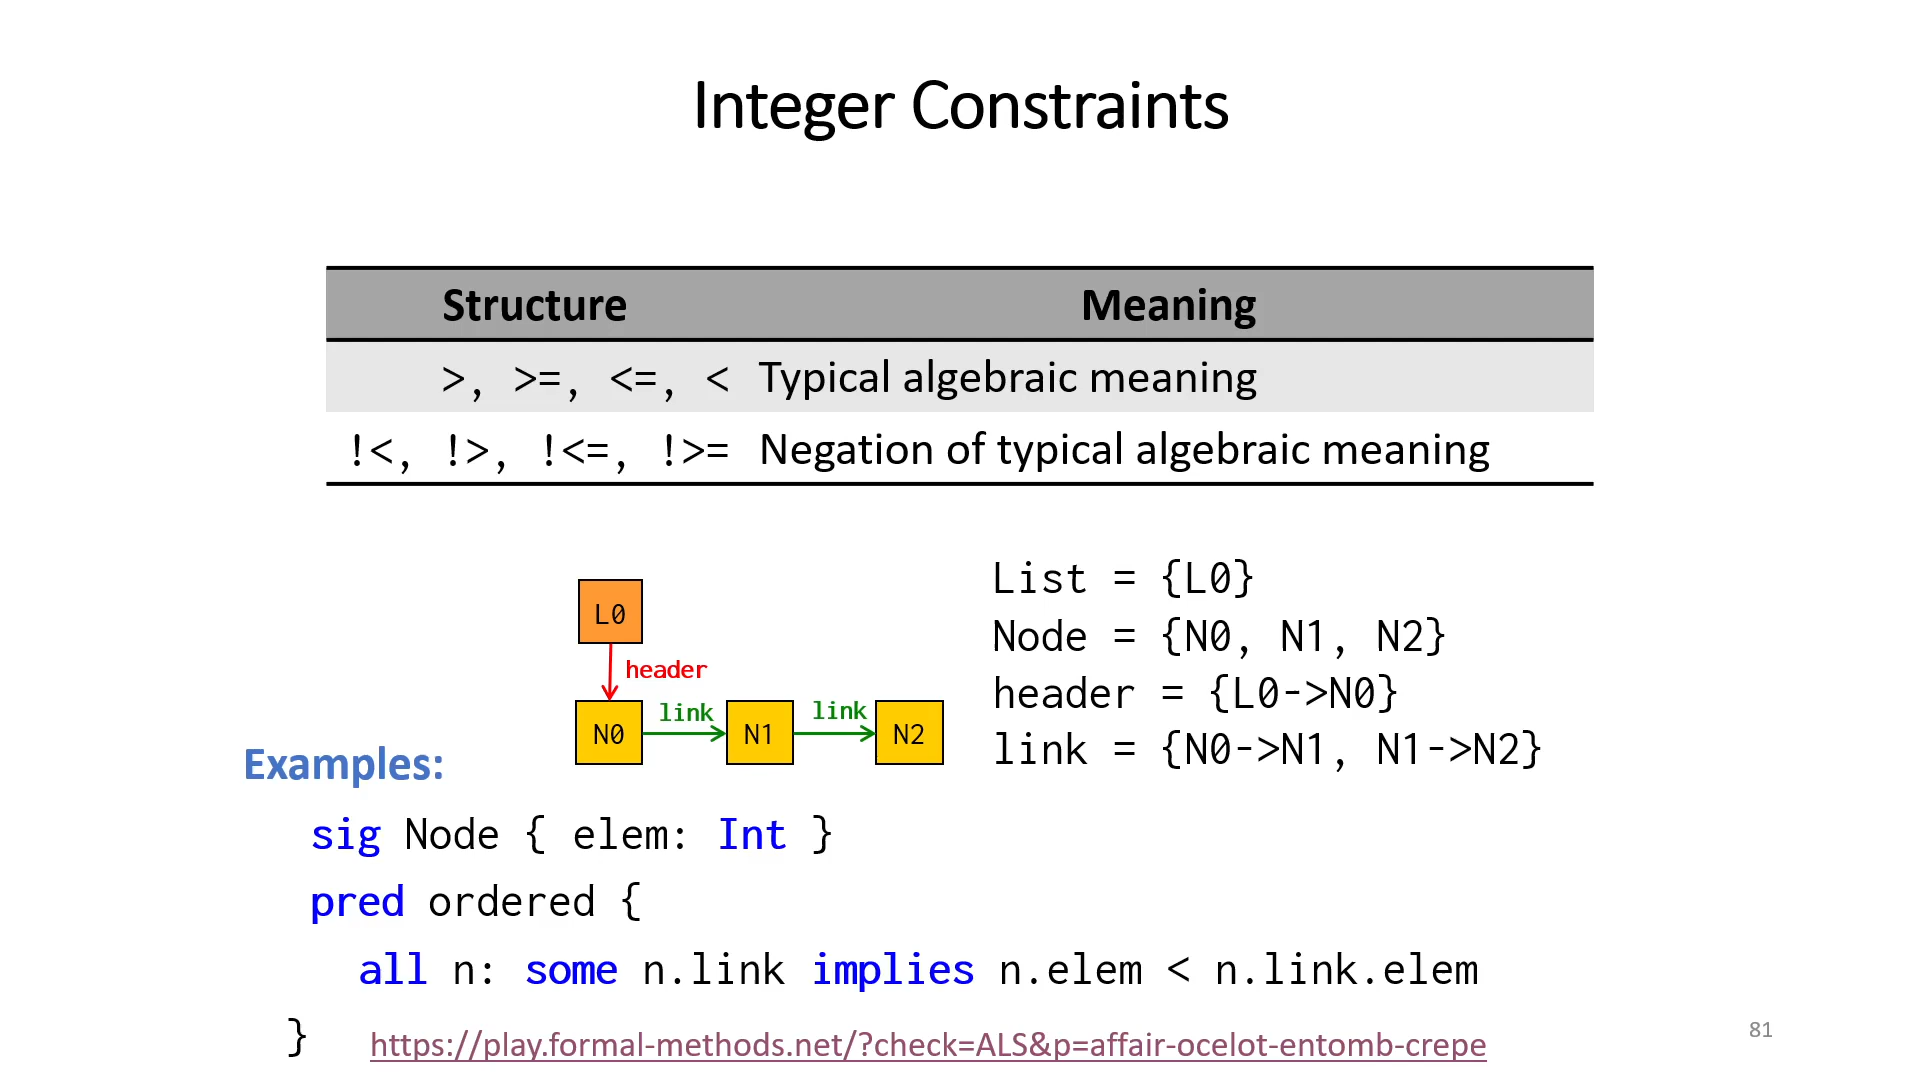 Integer Constraints
Structure Meaning
>, >=, <=, < Typical algebraic meaning
!<, !>, !<=, !>= Negation of typical algebraic meaning
L0
header
N0 link N1 link N2
List = {L0}
Node = {N0, N1, N2}
header = {L0->N0}
link = {N0->N1, N1->N2}
Examples:
sig Node { elem: Int }
pred ordered {
all n: some n.link implies n.elem < n.link.elem
}
https://play.formal-methods.net/?check=ALS&p=affair-ocelot-entomb-crepe
81